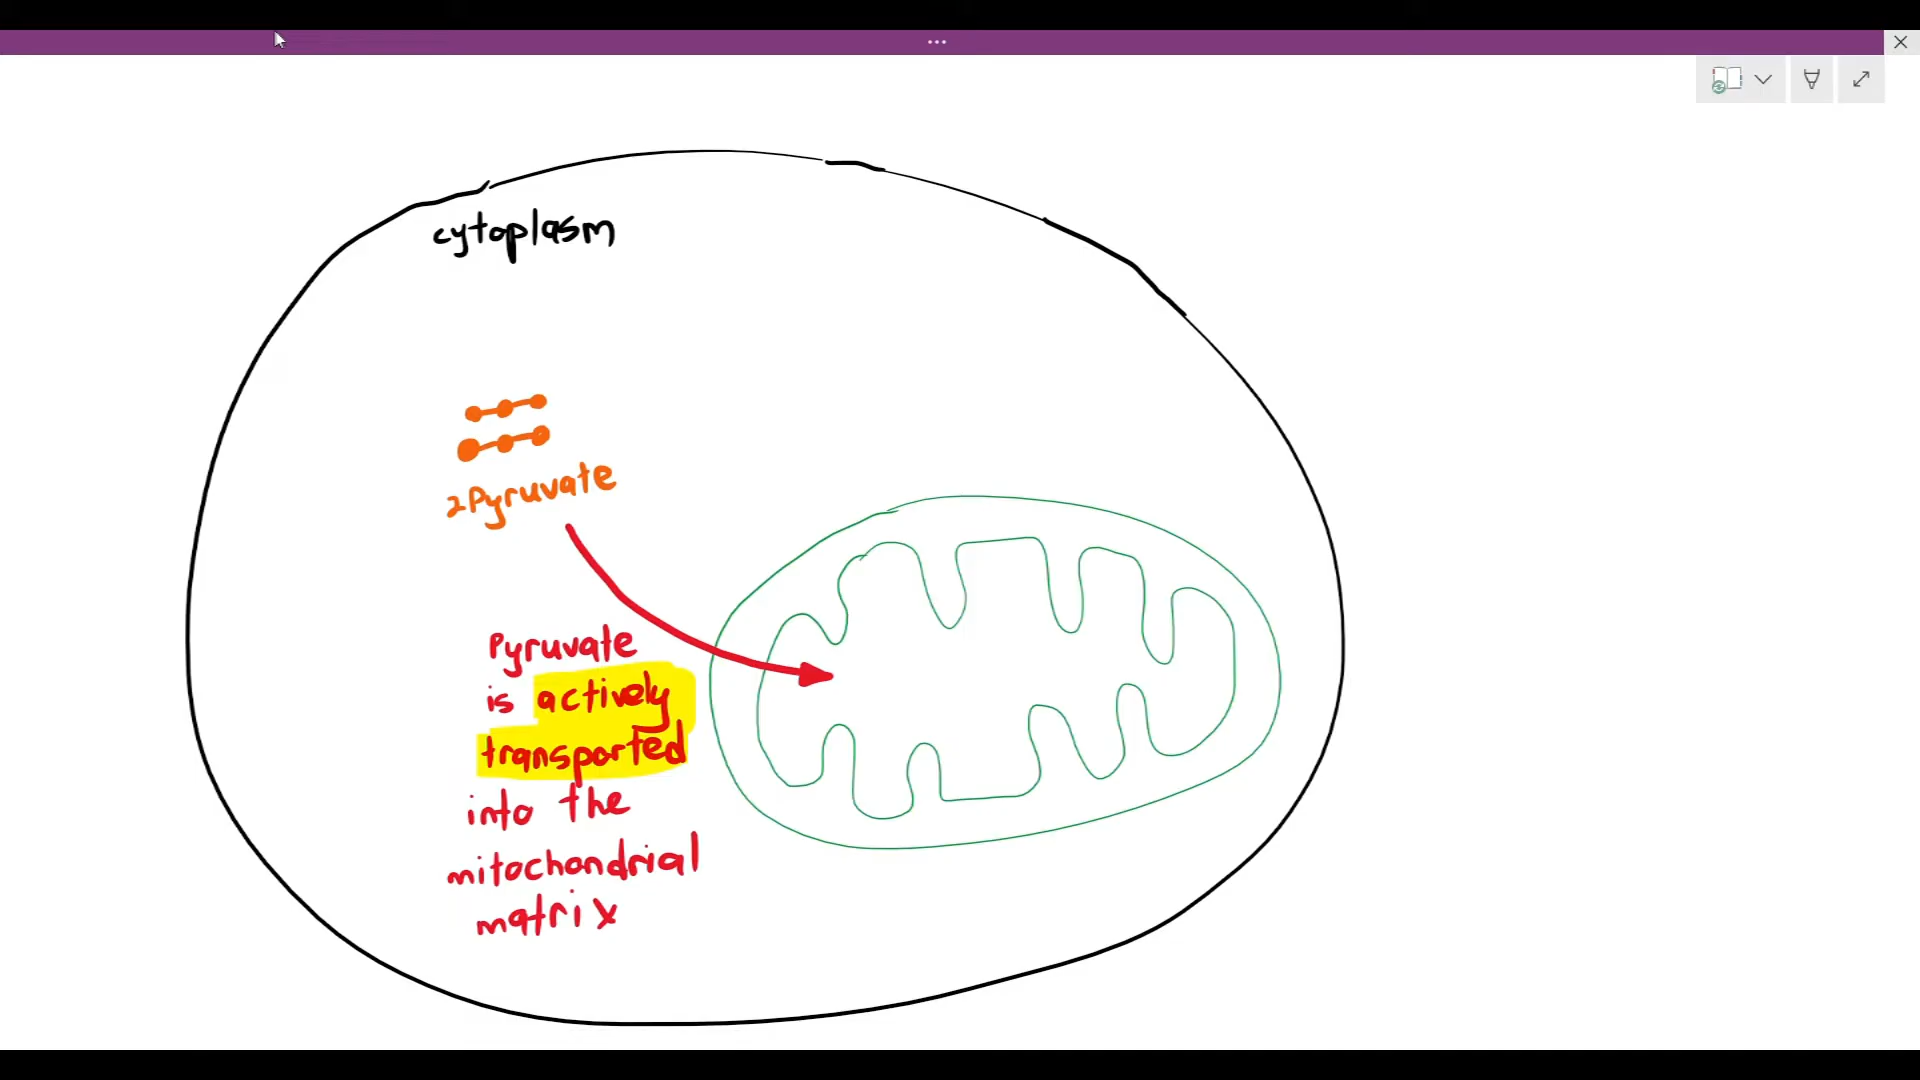 cytoplasm
2Pyruvate
Pyruvate
is actively
transported
into the
mitochondrial
matrix